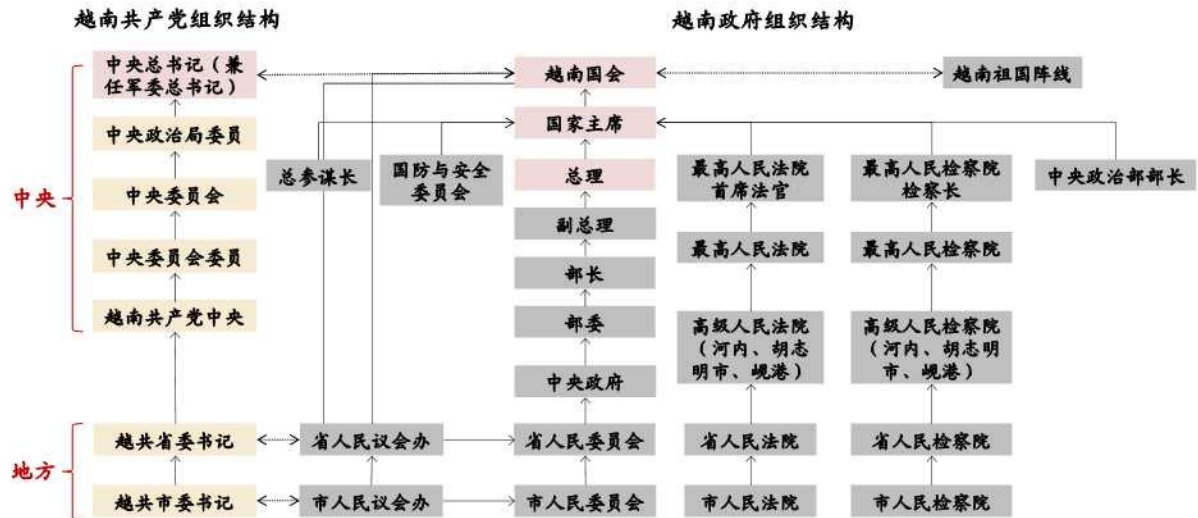 越南共产党组织结构
越南政府组织结构
中央总书记（兼
任军委总书记）
越南国会
越南祖国阵线
中央政治局委员
国家主席
总参谋长
国防与安全
委员会
总理
最高人民法院
首席法官
最高人民检察院
检察长
中央政治部部长
中央
中央委员会
副总理
中央委员会委员
部长
最高人民法院
最高人民检察院
越南共产党中央
部委
高级人民法院
（河内、胡志
明市、岘港）
高级人民检察院
（河内、胡志明
市、岘港）
中央政府
地方
越共省委书记
省人民议会办
省人民委员会
省人民法院
省人民检察院
越共市委书记
市人民议会办
市人民委员会
市人民法院
市人民检察院